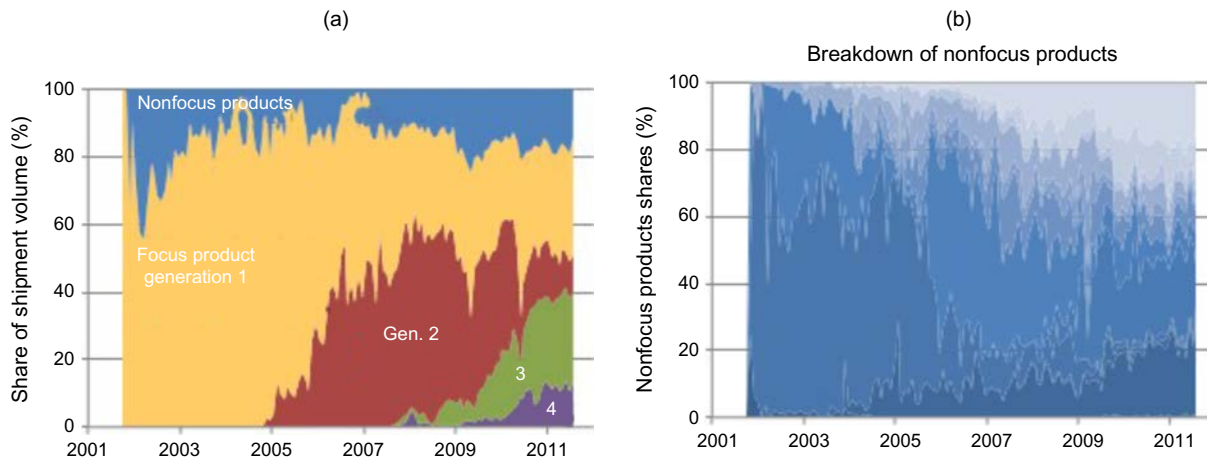 (a)
Share of shipment volume (%)
100
80
60
40
20
0
Nonfocus products
Focus product
generation 1
Gen. 2
3
4
2001 2003 2005 2007 2009 2011
(b)
Breakdown of nonfocus products
Nonfocus products shares (%)
100
80
60
40
20
0
2001 2003 2005 2007 2009 2011